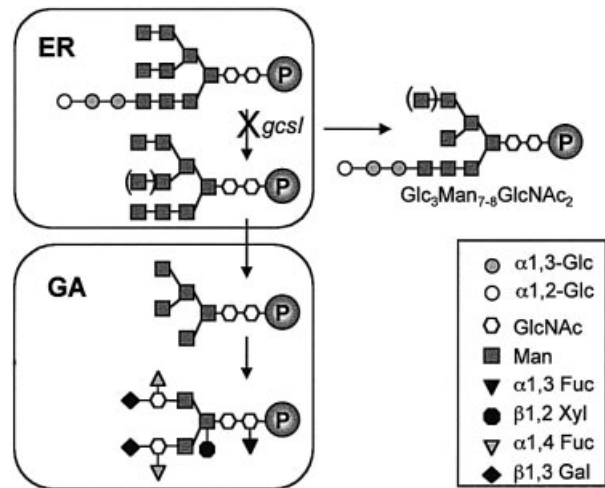 ER
P
X gcsI
( )
P
( )
P
Glc₃Man₇₋₈GlcNAc₂
GA
P
P
α1,3-Glc
α1,2-Glc
GlcNAc
Man
α1,3 Fuc
β1,2 Xyl
α1,4 Fuc
β1,3 Gal